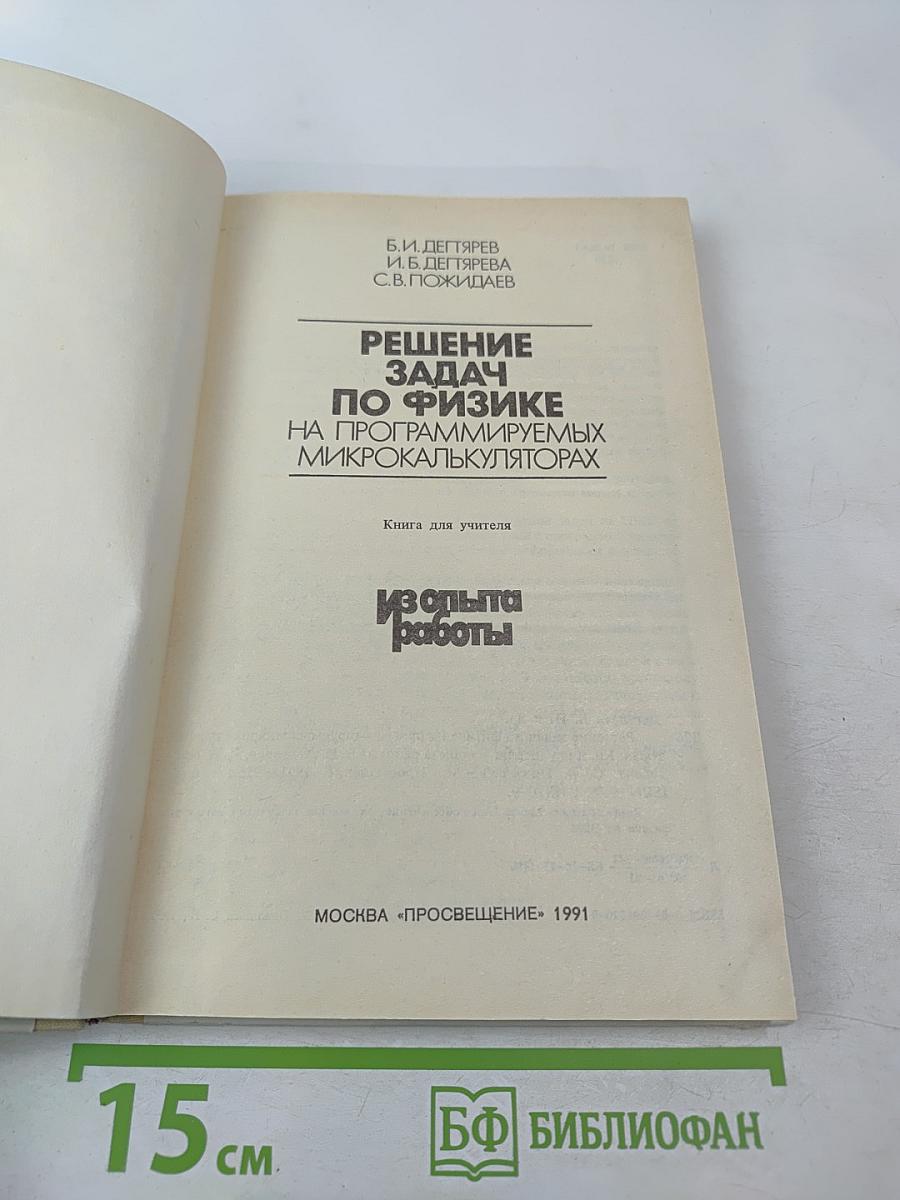 Б.И.ДЕГТЯРЕВ
И.Б.ДЕГТЯРЕВА
С.В.ПОЖИДАЕВ
РЕШЕНИЕ
ЗАДАЧ
ПО ФИЗИКЕ
НА ПРОГРАММИРУЕМЫХ
МИКРОКАЛЬКУЛЯТОРАХ
Книга для учителя
из опыта
работы
МОСКВА «ПРОСВЕЩЕНИЕ» 1991
15 см
БФ БИБЛИОФАН